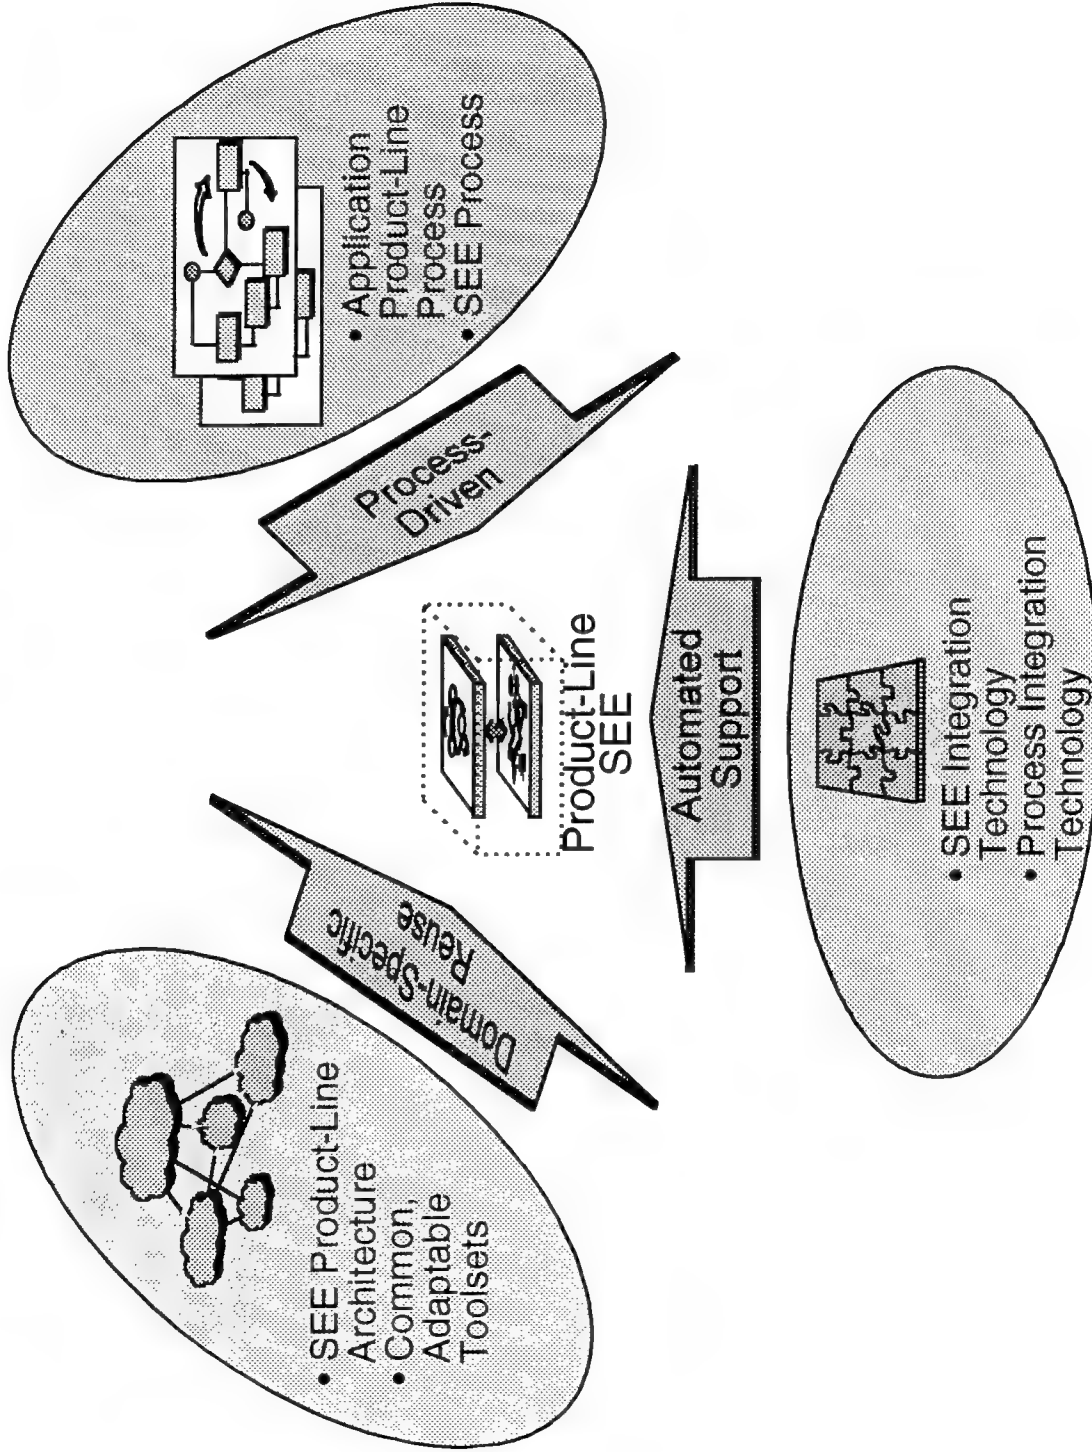 • SEE Product-Line
Architecture
• Common,
Adaptable
Toolsets
Domain-Specific
Reuse
• Application
Product-Line
Process
• SEE Process
Process-
Driven
Product-Line
SEE
Automated
Support
• SEE Integration
Technology
• Process Integration
Technology